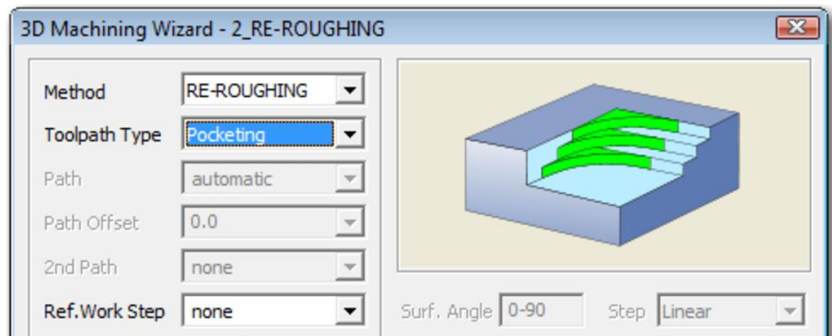 3D Machining Wizard - 2_RE-ROUGHING
Method RE-ROUGHING
Toolpath Type Pocketing
Path automatic
Path Offset 0.0
2nd Path none
Ref.Work Step none
Surf. Angle 0-90 Step Linear